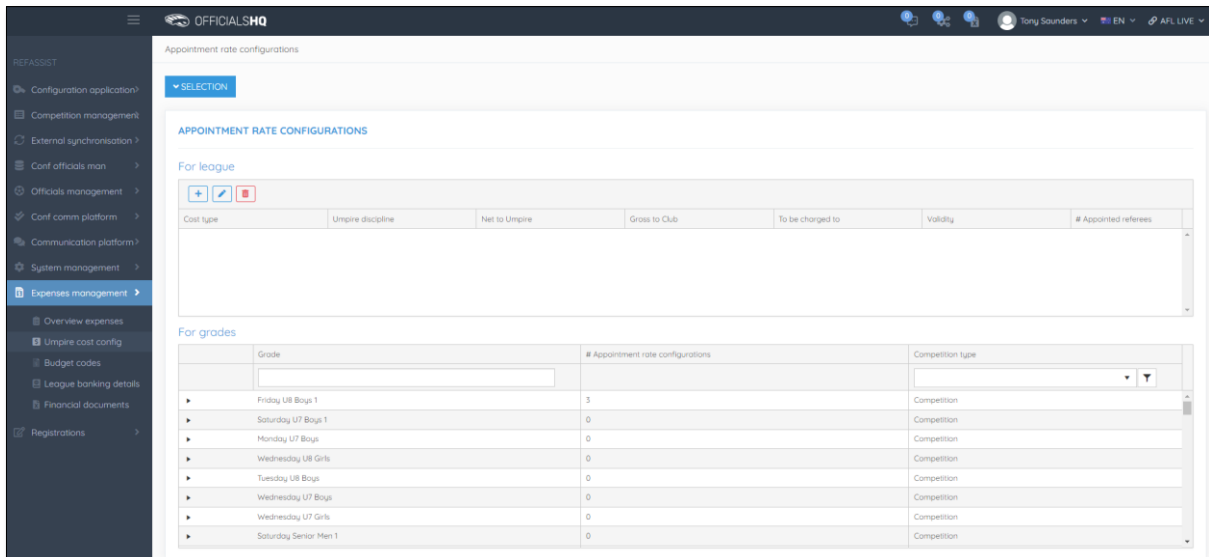 OFFICIALSHQ
0 0 0 Tony Saunders EN AFL LIVE
REFASSIST
Configuration application
Competition management
External synchronisation
Conf officials man
Officials management
Conf comm platform
Communication platform
System management
Expenses management
Overview expenses
Umpire cost config
Budget codes
League banking details
Financial documents
Registrations
Appointment rate configurations
SELECTION
APPOINTMENT RATE CONFIGURATIONS
For league
Cost type Umpire discipline Net to Umpire Gross to Club To be charged to Validity # Appointed referees
For grades
Grade # Appointment rate configurations Competition type
Friday U8 Boys 1 3 Competition
Saturday U7 Boys 1 0 Competition
Monday U7 Boys 0 Competition
Wednesday U8 Girls 0 Competition
Tuesday U8 Boys 0 Competition
Wednesday U7 Boys 0 Competition
Wednesday U7 Girls 0 Competition
Saturday Senior Men 1 0 Competition